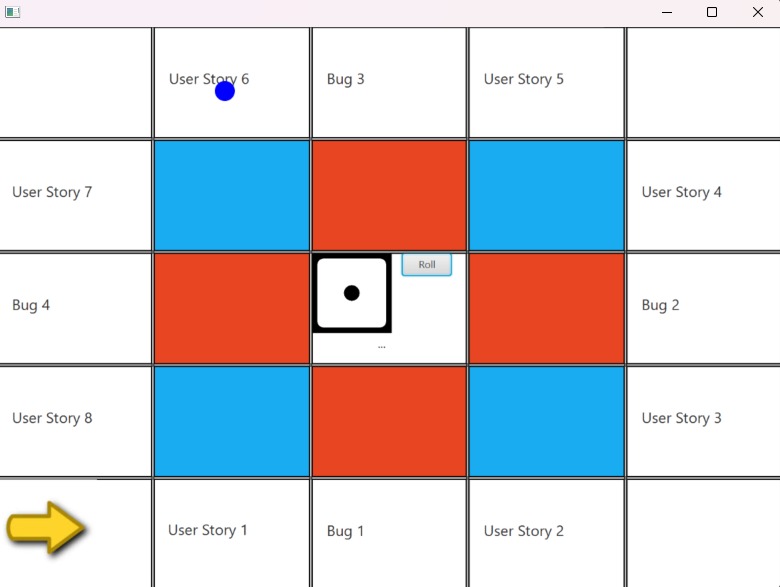 User Story 6
Bug 3
User Story 5
User Story 7
User Story 4
Roll
Bug 4
Bug 2
...
User Story 8
User Story 3
User Story 1
Bug 1
User Story 2